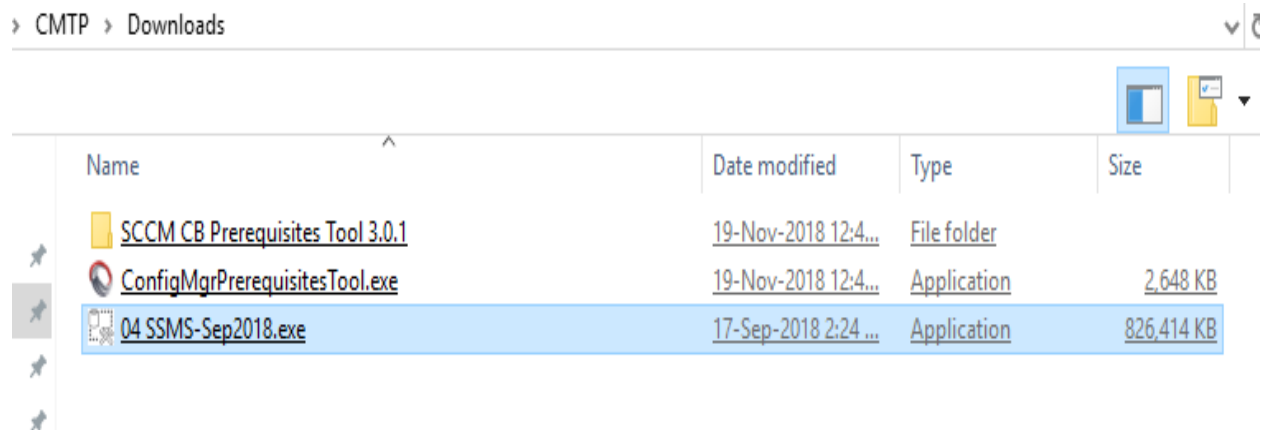 › CMTP › Downloads
Name Date modified Type Size
SCCM CB Prerequisites Tool 3.0.1 19-Nov-2018 12:4... File folder
ConfigMgrPrerequisitesTool.exe 19-Nov-2018 12:4... Application 2,648 KB
04 SSMS-Sep2018.exe 17-Sep-2018 2:24 ... Application 826,414 KB